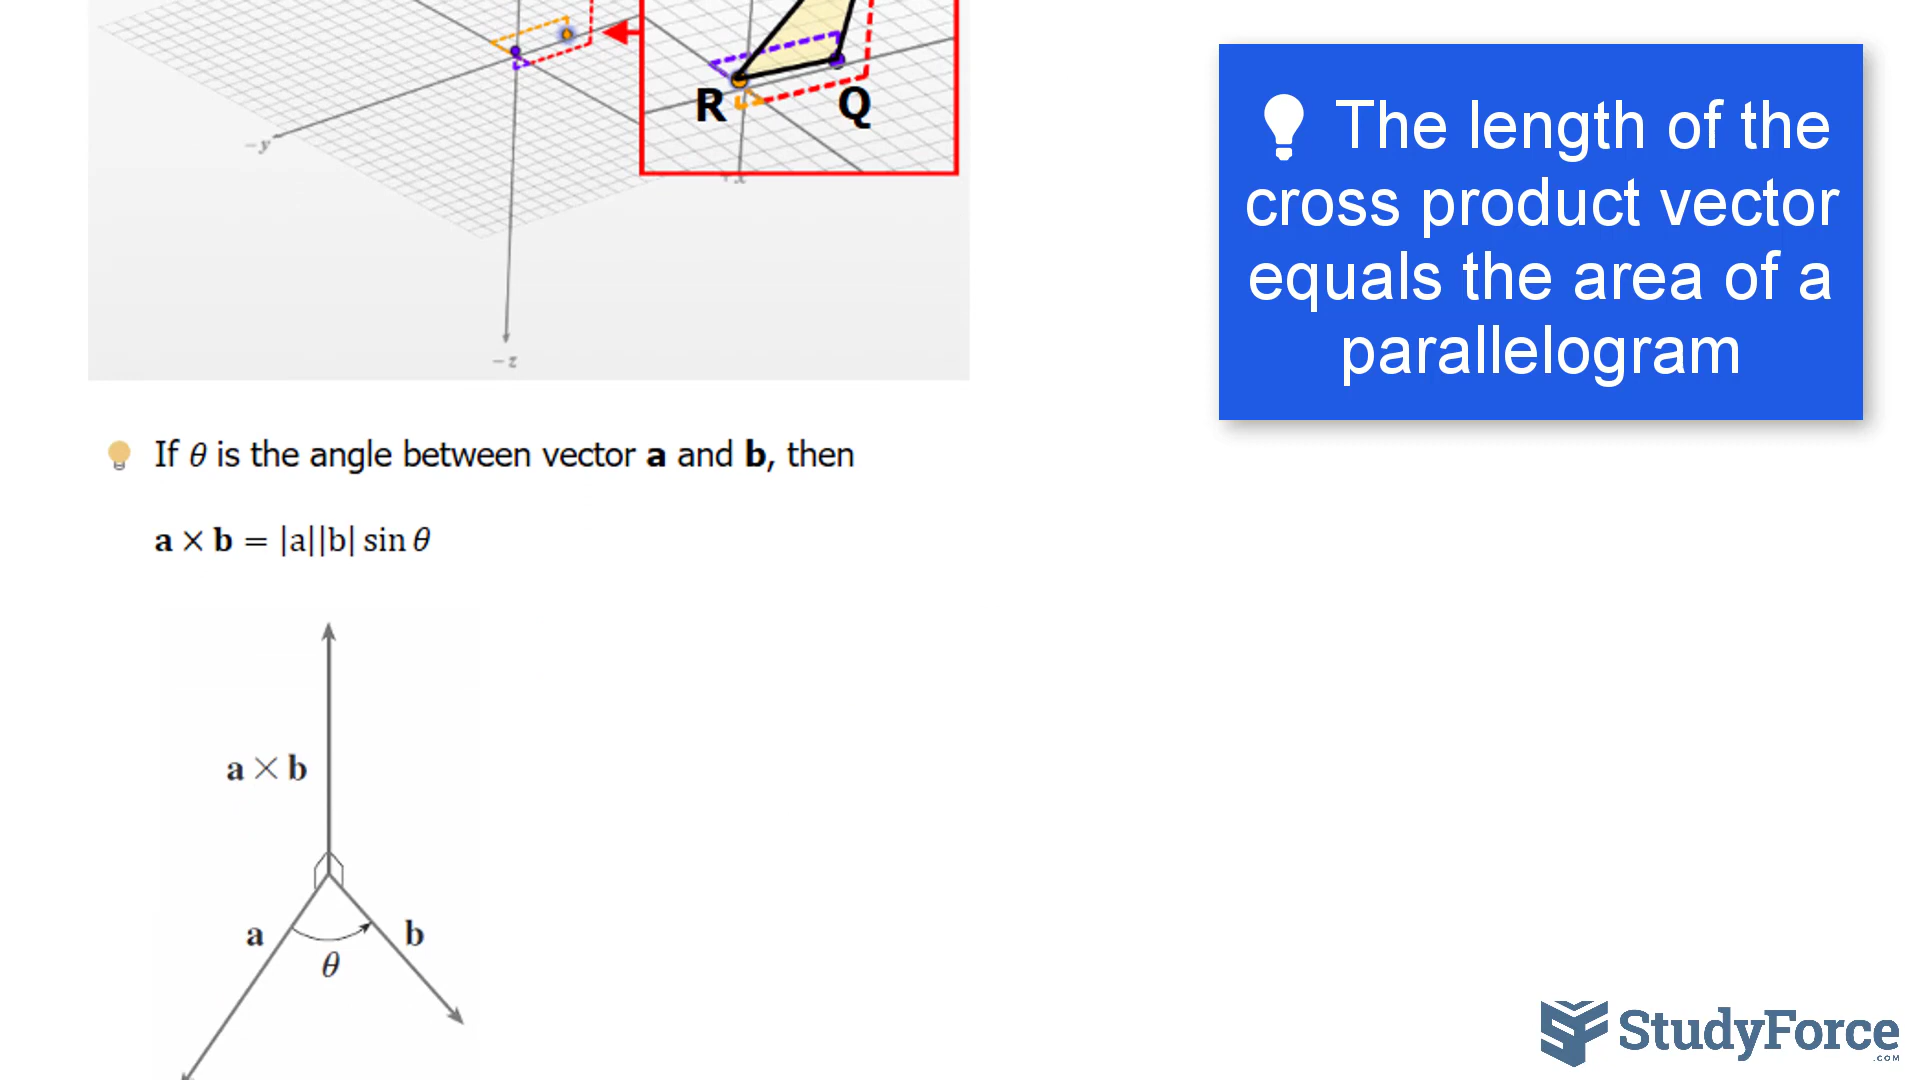 R
Q
−y
−z
The length of the
cross product vector
equals the area of a
parallelogram
If θ is the angle between vector a and b, then
a × b = |a||b| sin θ
a × b
a
b
θ
StudyForce
.COM